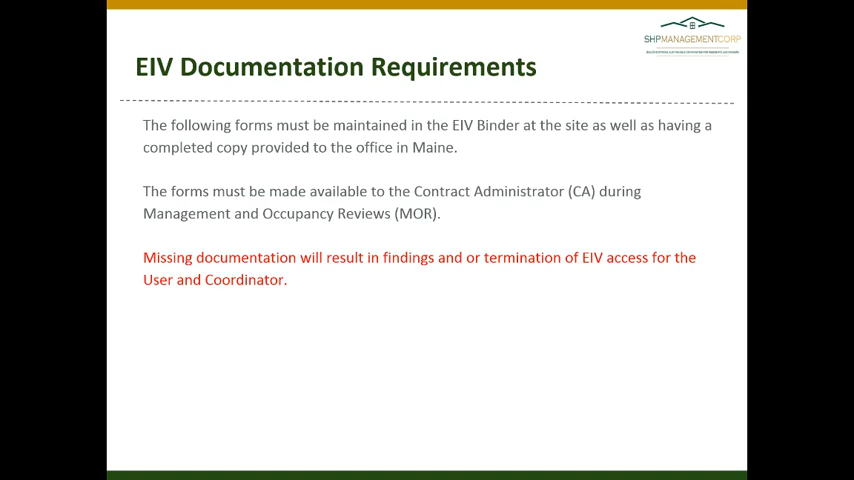 SHPMANAGEMENTCORP
EIV Documentation Requirements
The following forms must be maintained in the EIV Binder at the site as well as having a
completed copy provided to the office in Maine.
The forms must be made available to the Contract Administrator (CA) during
Management and Occupancy Reviews (MOR).
Missing documentation will result in findings and or termination of EIV access for the
User and Coordinator.